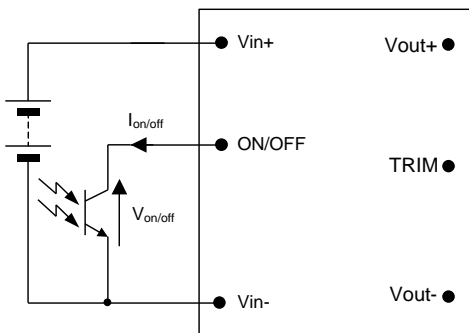 Vin+
Vout+
Ion/off
ON/OFF
TRIM
Von/off
Vin-
Vout-